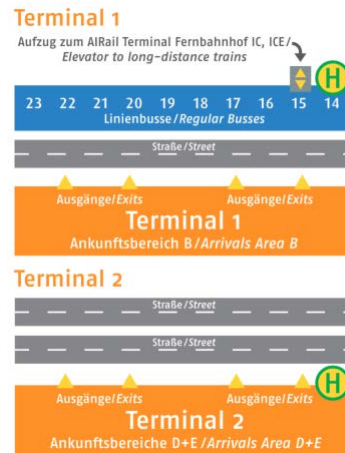 Terminal 1
Aufzug zum AIRail Terminal Fernbahnhof IC, ICE/
Elevator to long-distance trains
H
23 22 21 20 19 18 17 16 15 14
Linienbusse/Regular Busses
Straße/Street
Ausgänge/Exits Ausgänge/Exits
Terminal 1
Ankunftsbereich B/Arrivals Area B
Terminal 2
Straße/Street
Straße/Street
H
Ausgänge/Exits Ausgänge/Exits
Terminal 2
Ankunftsbereiche D+E/Arrivals Area D+E